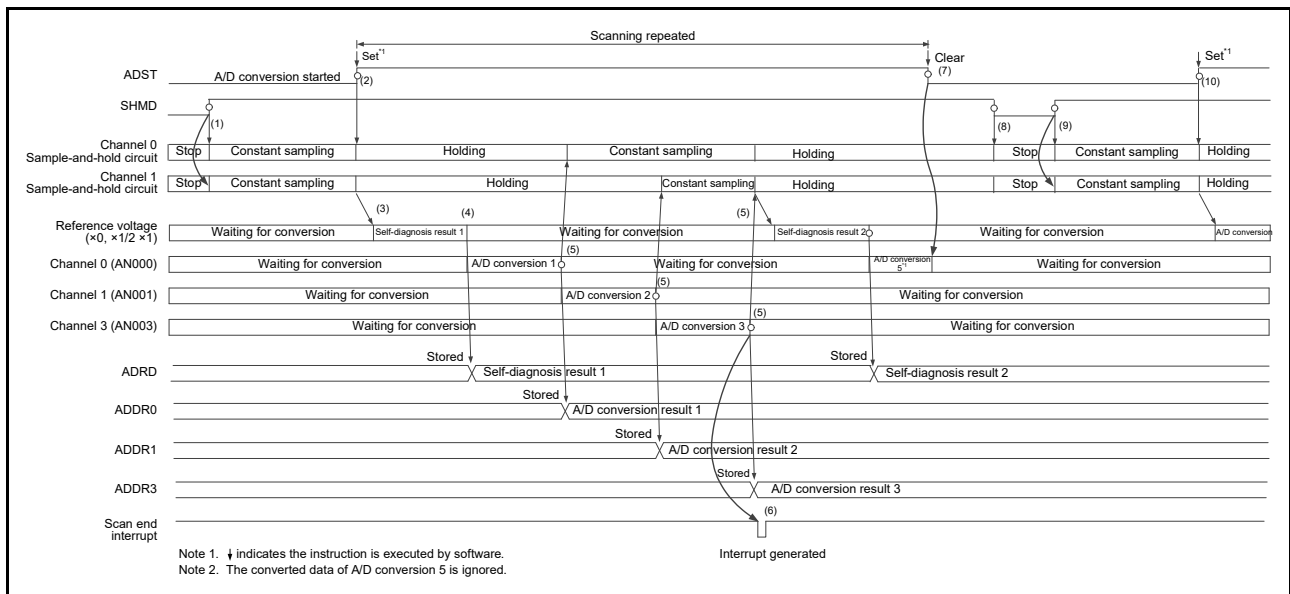 Scanning repeated
Set*1
Clear
Set*1
ADST
A/D conversion started
(2)
(7)
(10)
SHMD
(1)
(8)
(9)
Channel 0
Sample-and-hold circuit
Stop
Constant sampling
Holding
Constant sampling
Holding
Stop
Constant sampling
Holding
Channel 1
Sample-and-hold circuit
Stop
Constant sampling
Holding
Constant sampling
Holding
Stop
Constant sampling
Holding
(3)
(4)
(5)
Reference voltage
(×0, ×1/2 ×1)
Waiting for conversion
Self-diagnosis result 1
Waiting for conversion
Self-diagnosis result 2
Waiting for conversion
A/D conversion
(5)
Channel 0 (AN000)
Waiting for conversion
A/D conversion 1
Waiting for conversion
A/D conversion
5*1
Waiting for conversion
(5)
Channel 1 (AN001)
Waiting for conversion
A/D conversion 2
Waiting for conversion
(5)
Channel 3 (AN003)
Waiting for conversion
A/D conversion 3
Waiting for conversion
Stored
Stored
ADRD
Self-diagnosis result 1
Self-diagnosis result 2
Stored
ADDR0
A/D conversion result 1
Stored
ADDR1
A/D conversion result 2
Stored
ADDR3
A/D conversion result 3
(6)
Scan end
interrupt
Interrupt generated
Note 1. ↓ indicates the instruction is executed by software.
Note 2. The converted data of A/D conversion 5 is ignored.